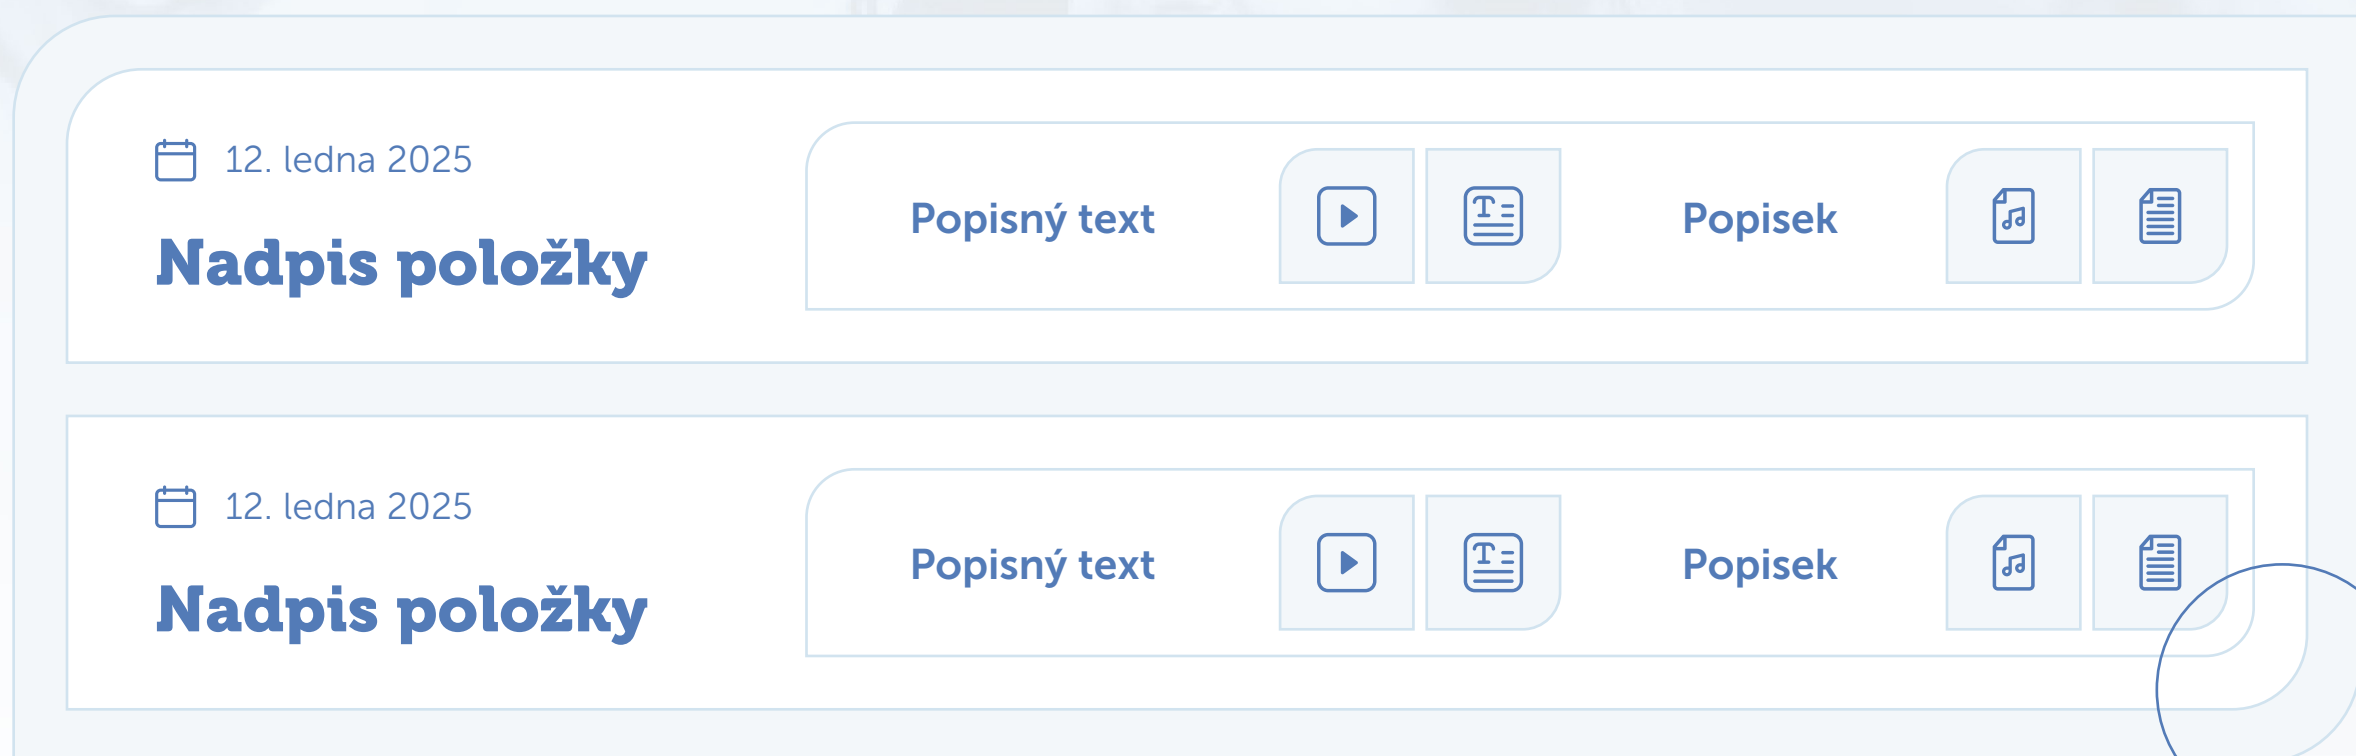 12. ledna 2025
Nadpis položky
Popisný text
Popisek
12. ledna 2025
Nadpis položky
Popisný text
Popisek